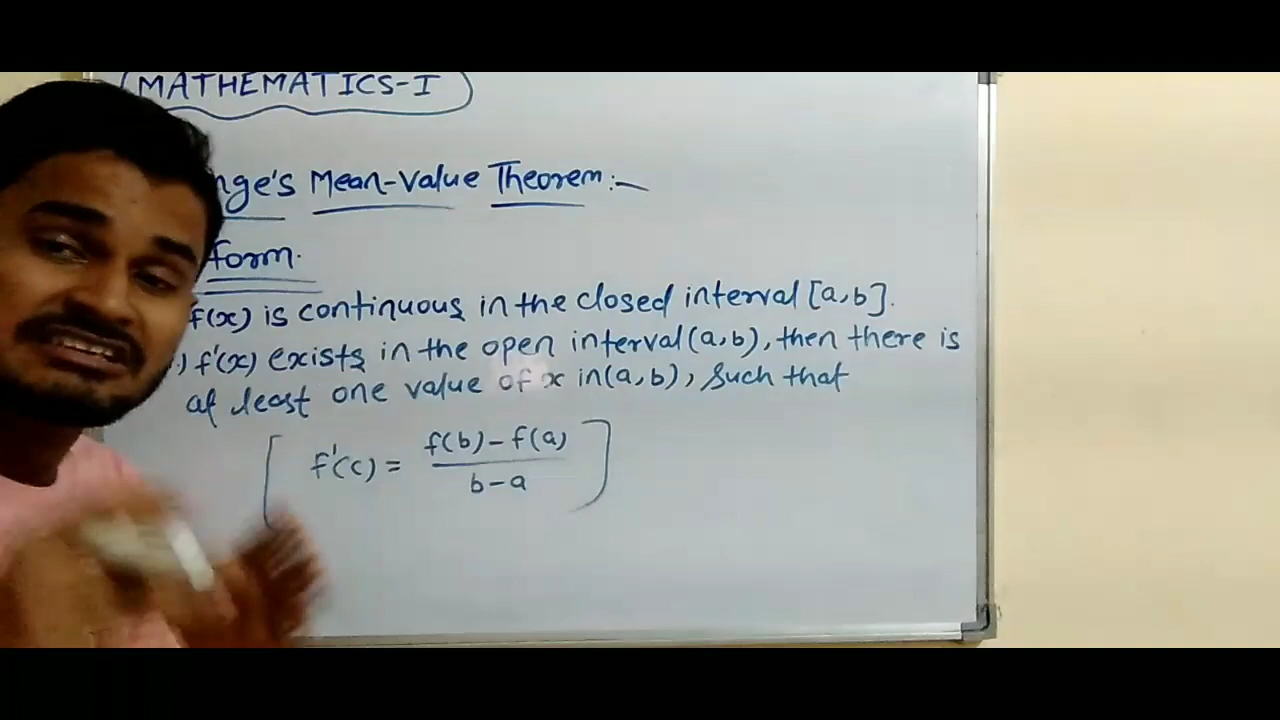 MATHEMATICS-I
nge's Mean-Value Theorem:-
form.
f(x) is continuous in the closed interval [a,b].
.) f'(x) exists in the open interval (a,b), then there is
at least one value of x in (a,b), such that
[ f'(c) = f(b)-f(a) ]
b-a